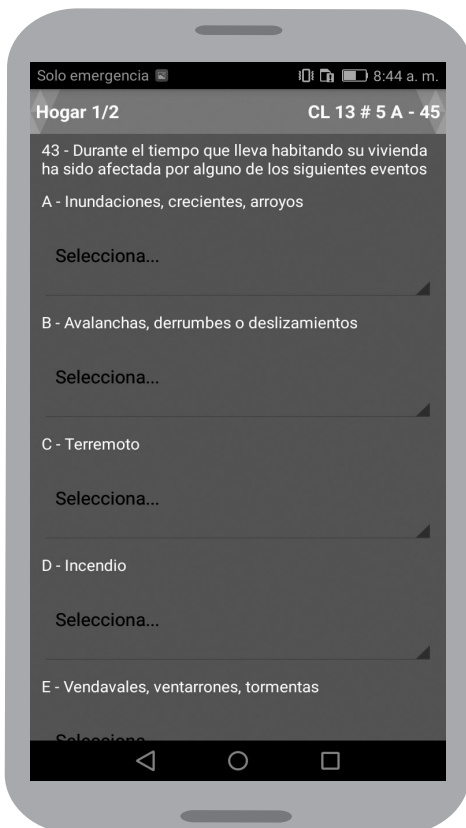 Solo emergencia 8:44 a. m.
Hogar 1/2 CL 13 # 5 A - 45
43 - Durante el tiempo que lleva habitando su vivienda
ha sido afectada por alguno de los siguientes eventos
A - Inundaciones, crecientes, arroyos
Selecciona...
B - Avalanchas, derrumbes o deslizamientos
Selecciona...
C - Terremoto
Selecciona...
D - Incendio
Selecciona...
E - Vendavales, ventarrones, tormentas
Selecciona...